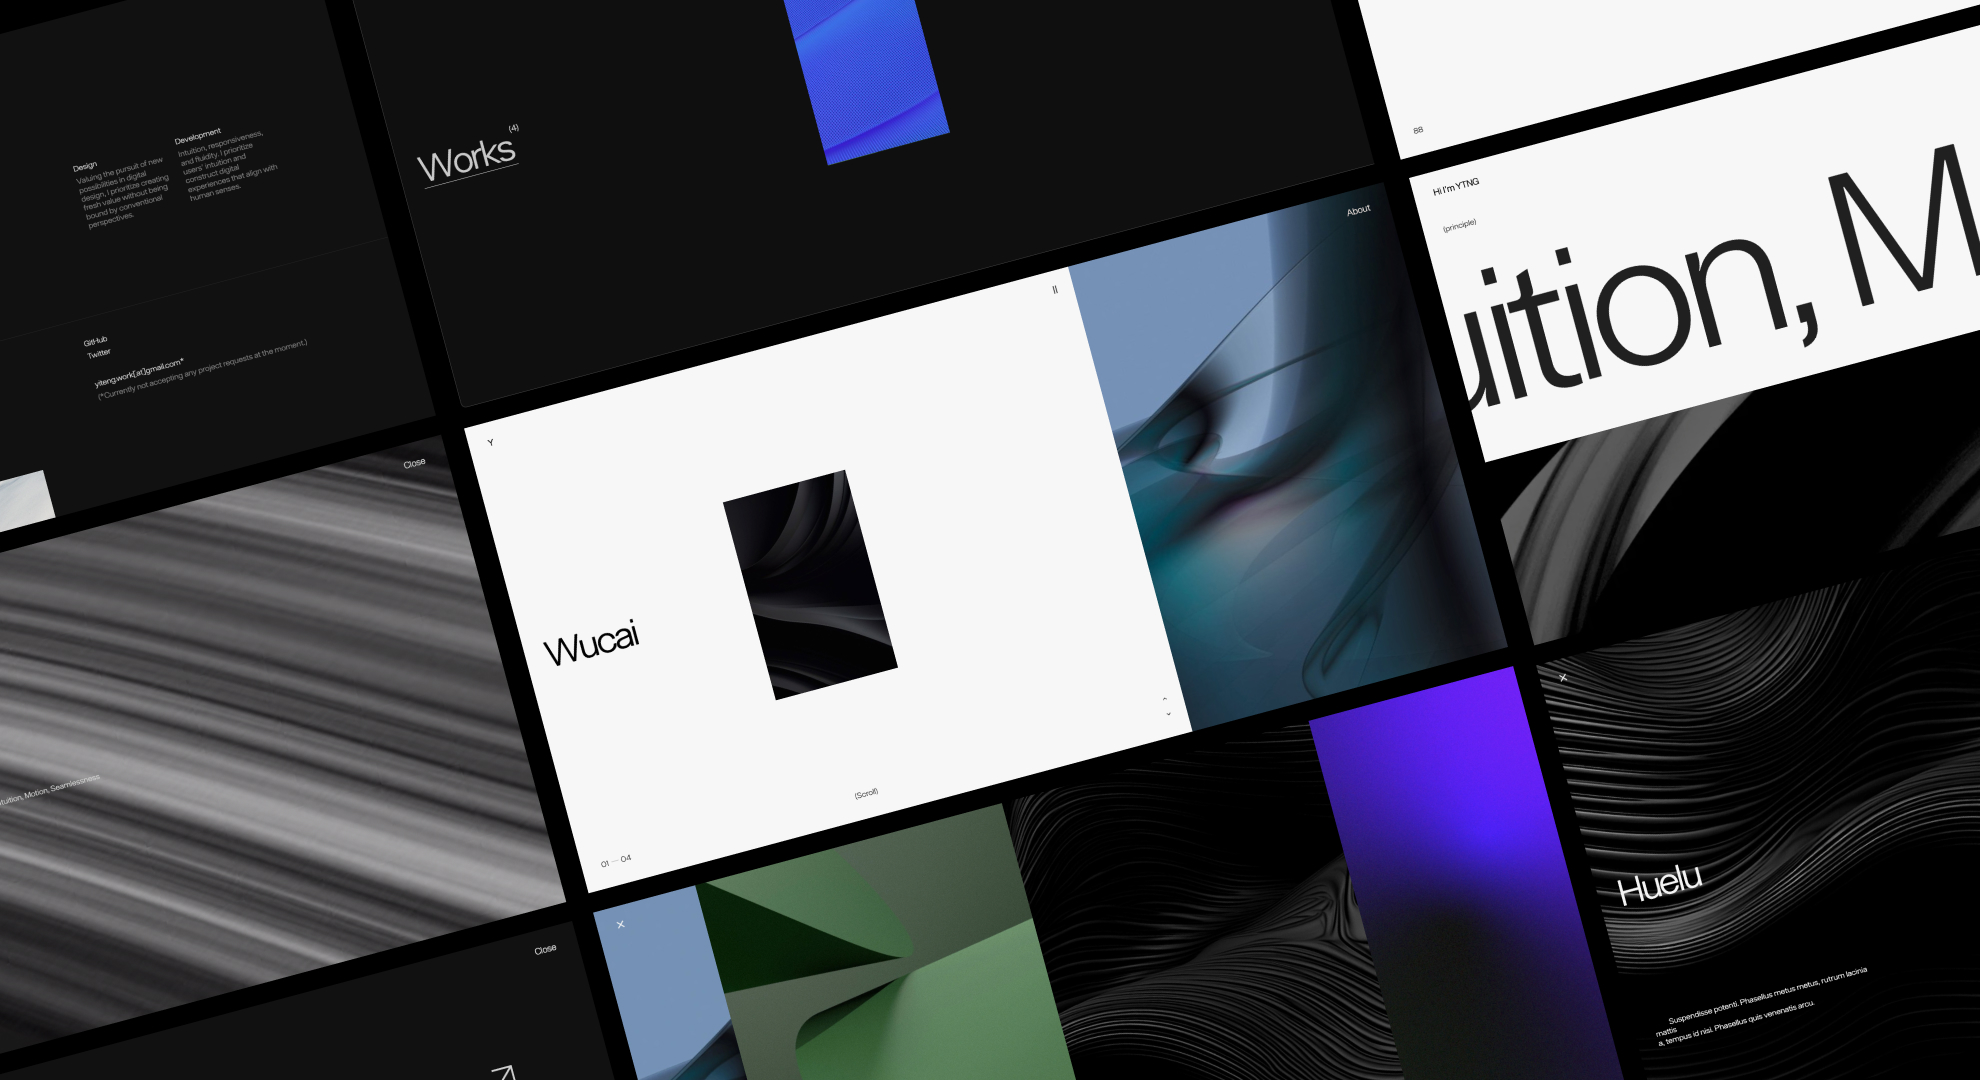 Design
Valuing the pursuit of new
possibilities in digital
design, I prioritize creating
fresh value without being
bound by conventional
perspectives.
Development
Intuition, responsiveness,
and fluidity. I prioritize
users' intuition and
construct digital
experiences that align with
human senses.
GitHub
Twitter
yiteng.work[at]gmail.com*
(*Currently not accepting any project requests at the moment.)
Works
(4)
88
Hi I'm YTNG
(principle)
uition, M
Close
tuition, Motion, Seamlessness
Y
||
About
Wucai
(Scroll)
01 — 04
Close
Huelu
Suspendisse potenti. Phasellus metus metus, rutrum lacinia
mattis
a, tempus id nisi. Phasellus quis venenatis arcu.